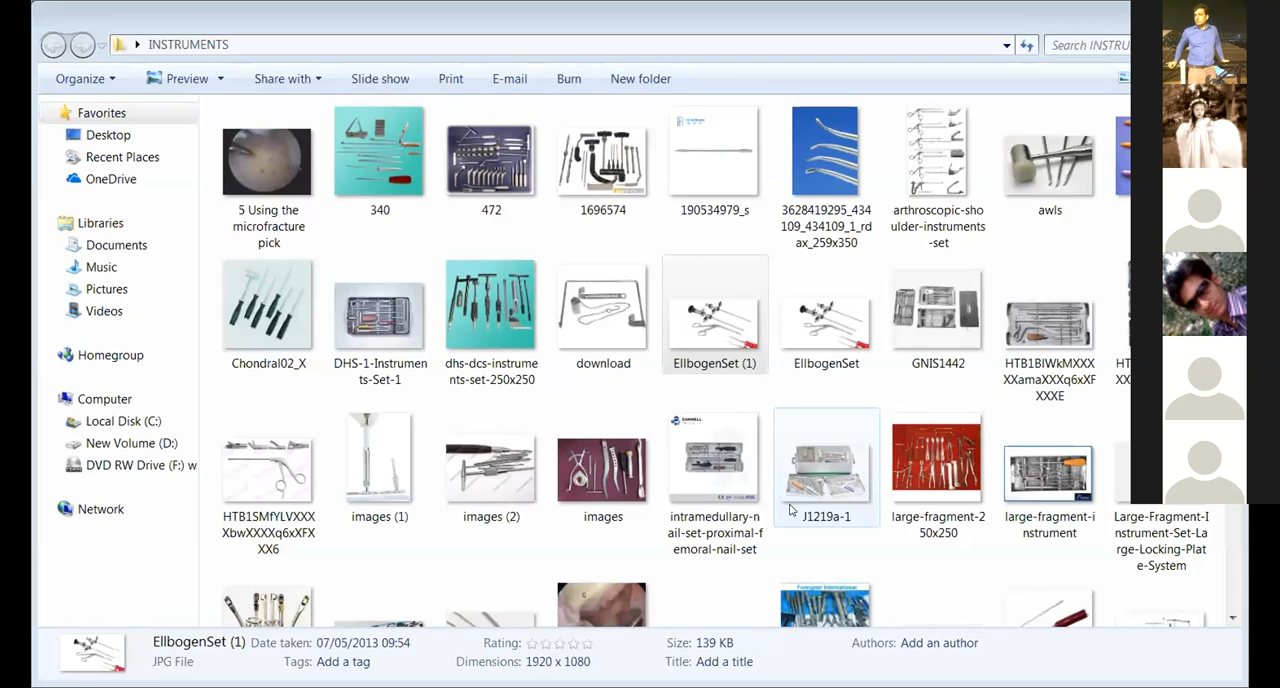 INSTRUMENTS
Search INSTRU
Organize Preview Share with Slide show Print E-mail Burn New folder
Favorites
Desktop
Recent Places
OneDrive
Libraries
Documents
Music
Pictures
Videos
Homegroup
Computer
Local Disk (C:)
New Volume (D:)
DVD RW Drive (F:) w
Network
5 Using the
microfracture
pick
340
472
1696574
190534979_s
3628419295_434
109_434109_1_rd
ax_259x350
arthroscopic-sho
ulder-instruments
-set
awls
Chondral02_X
DHS-1-Instrumen
ts-Set-1
dhs-dcs-instrume
nts-set-250x250
download
EllbogenSet (1)
EllbogenSet
GNIS1442
HTB1BIWkMXXX
XXamaXXXq6xXF
XXXE
HT
XX
HTB1SMfYLVXXX
XbwXXXXq6xXFX
XX6
images (1)
images (2)
images
intramedullary-n
ail-set-proximal-f
emoral-nail-set
J1219a-1
large-fragment-2
50x250
large-fragment-i
nstrument
Large-Fragment-I
nstrument-Set-La
rge-Locking-Plat
e-System
EllbogenSet (1) Date taken: 07/05/2013 09:54 Rating: Size: 139 KB Authors: Add an author
JPG File Tags: Add a tag Dimensions: 1920 x 1080 Title: Add a title